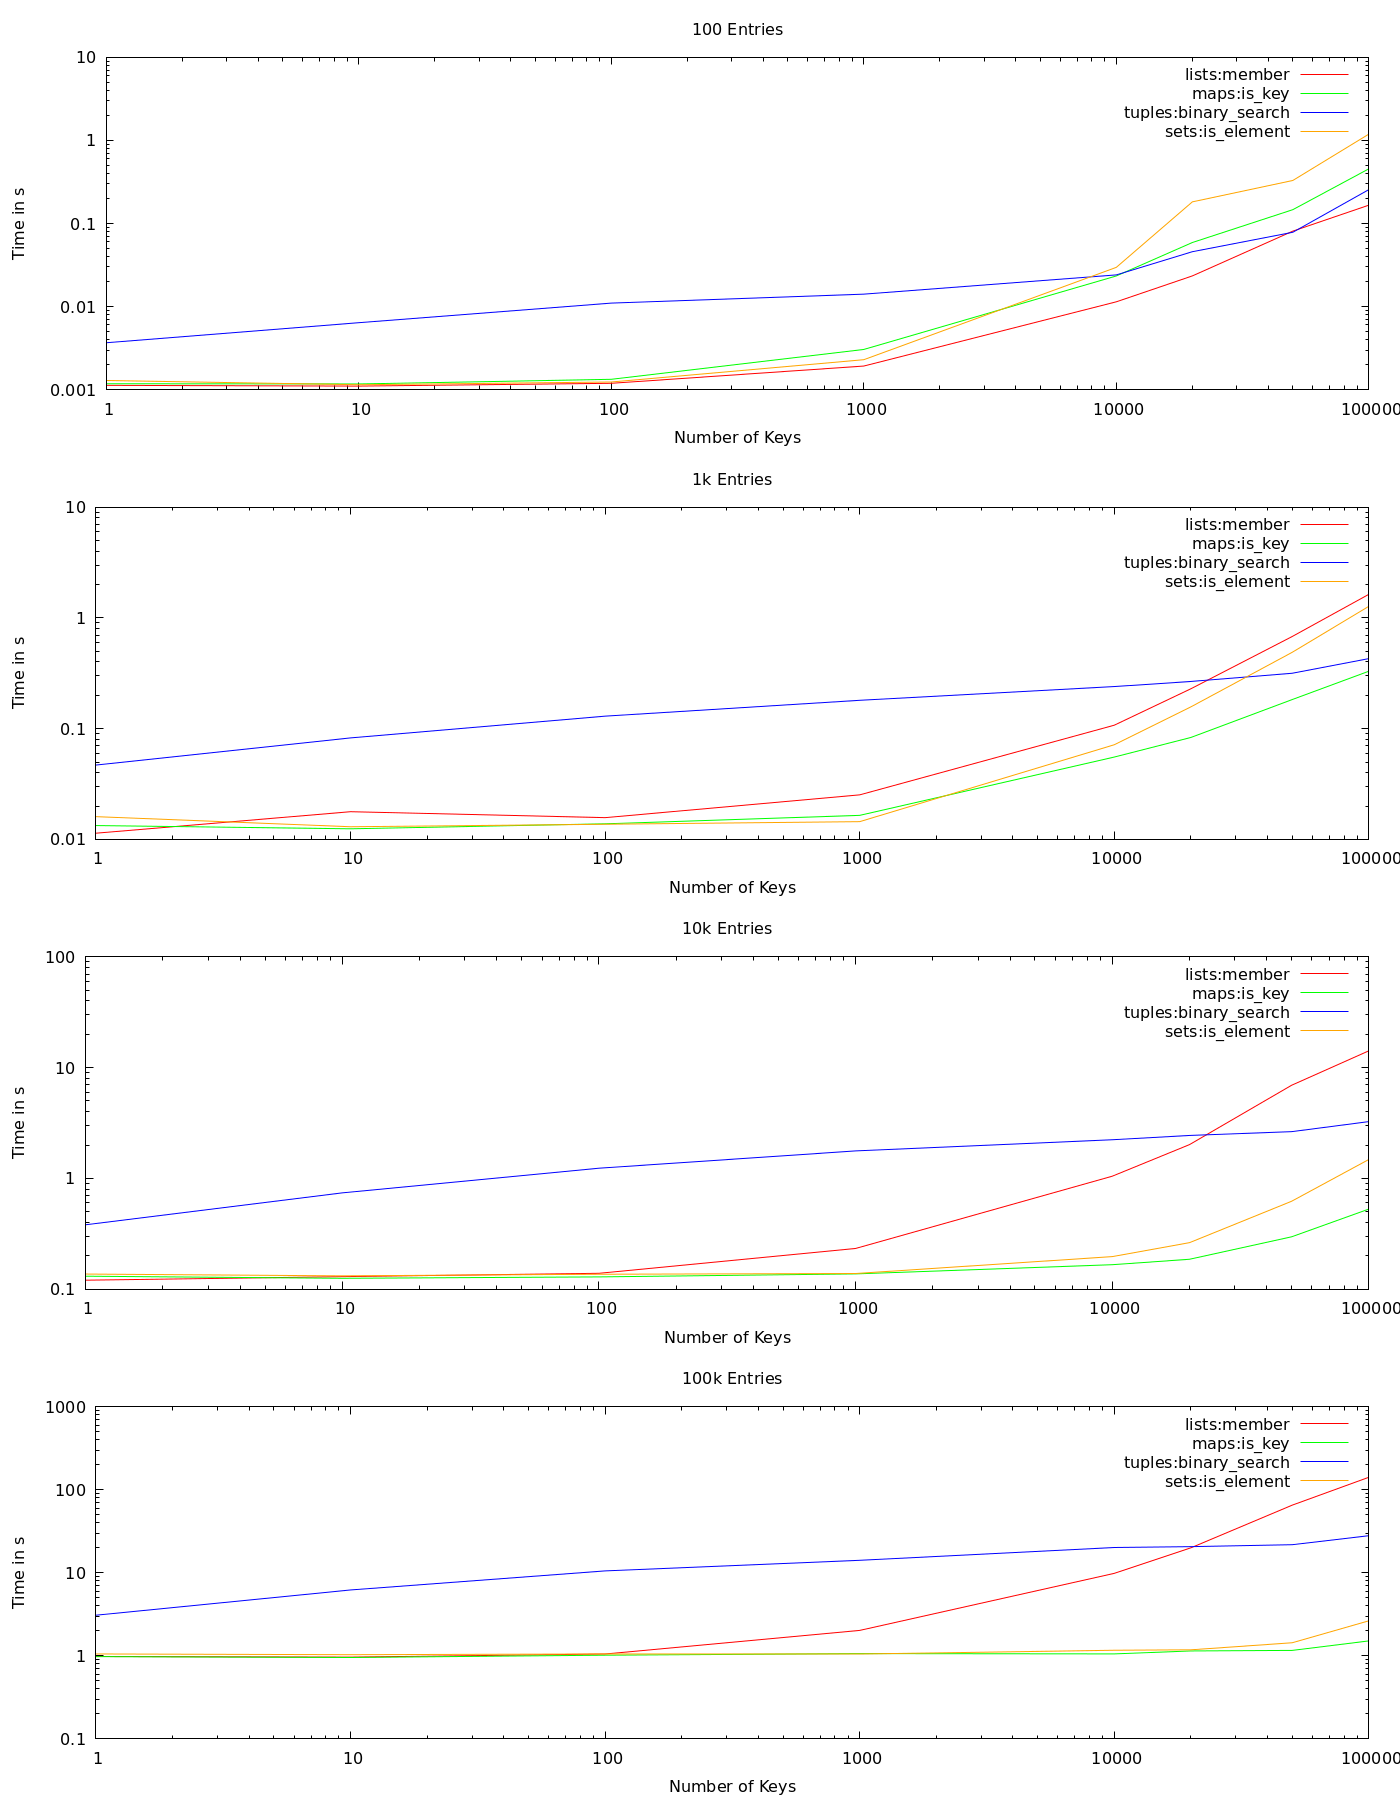 100 Entries
10
1
0.1
0.01
0.001
Time in s
lists:member
maps:is_key
tuples:binary_search
sets:is_element
1 10 100 1000 10000 100000
Number of Keys
1k Entries
10
1
0.1
0.01
Time in s
lists:member
maps:is_key
tuples:binary_search
sets:is_element
1 10 100 1000 10000 100000
Number of Keys
10k Entries
100
10
1
0.1
Time in s
lists:member
maps:is_key
tuples:binary_search
sets:is_element
1 10 100 1000 10000 100000
Number of Keys
100k Entries
1000
100
10
1
0.1
Time in s
lists:member
maps:is_key
tuples:binary_search
sets:is_element
1 10 100 1000 10000 100000
Number of Keys